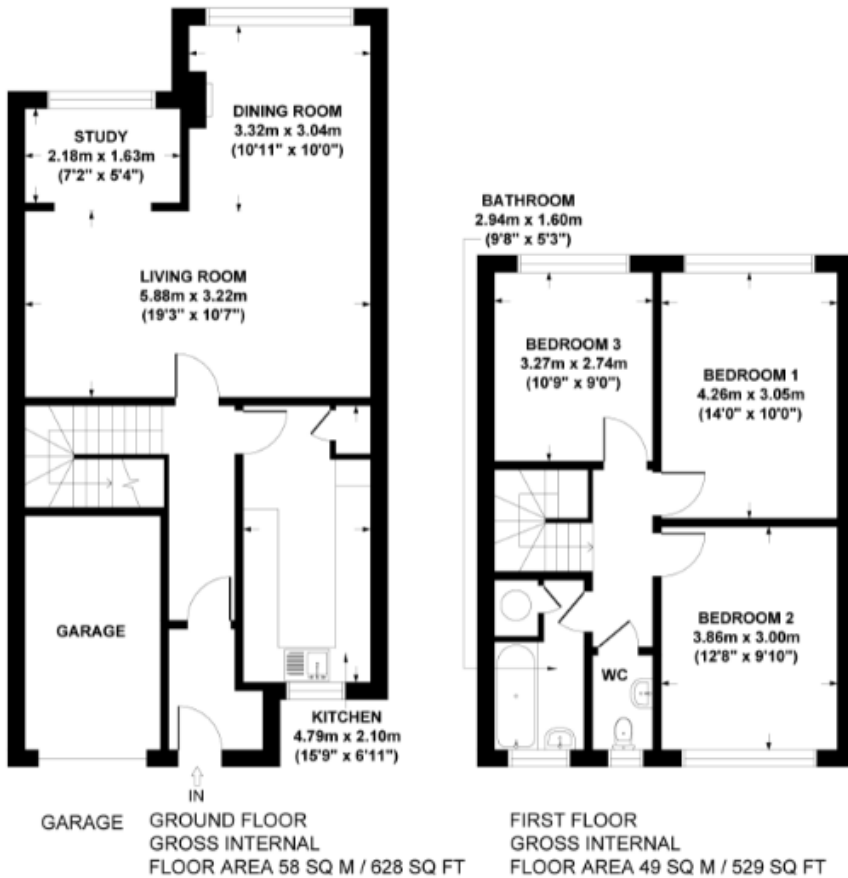 DINING ROOM
3.32m x 3.04m
(10'11" x 10'0")
STUDY
2.18m x 1.63m
(7'2" x 5'4")
LIVING ROOM
5.88m x 3.22m
(19'3" x 10'7")
GARAGE
KITCHEN
4.79m x 2.10m
(15'9" x 6'11")
IN
BATHROOM
2.94m x 1.60m
(9'8" x 5'3")
BEDROOM 3
3.27m x 2.74m
(10'9" x 9'0")
BEDROOM 1
4.26m x 3.05m
(14'0" x 10'0")
BEDROOM 2
3.86m x 3.00m
(12'8" x 9'10")
WC
GARAGE
GROUND FLOOR
GROSS INTERNAL
FLOOR AREA 58 SQ M / 628 SQ FT
FIRST FLOOR
GROSS INTERNAL
FLOOR AREA 49 SQ M / 529 SQ FT